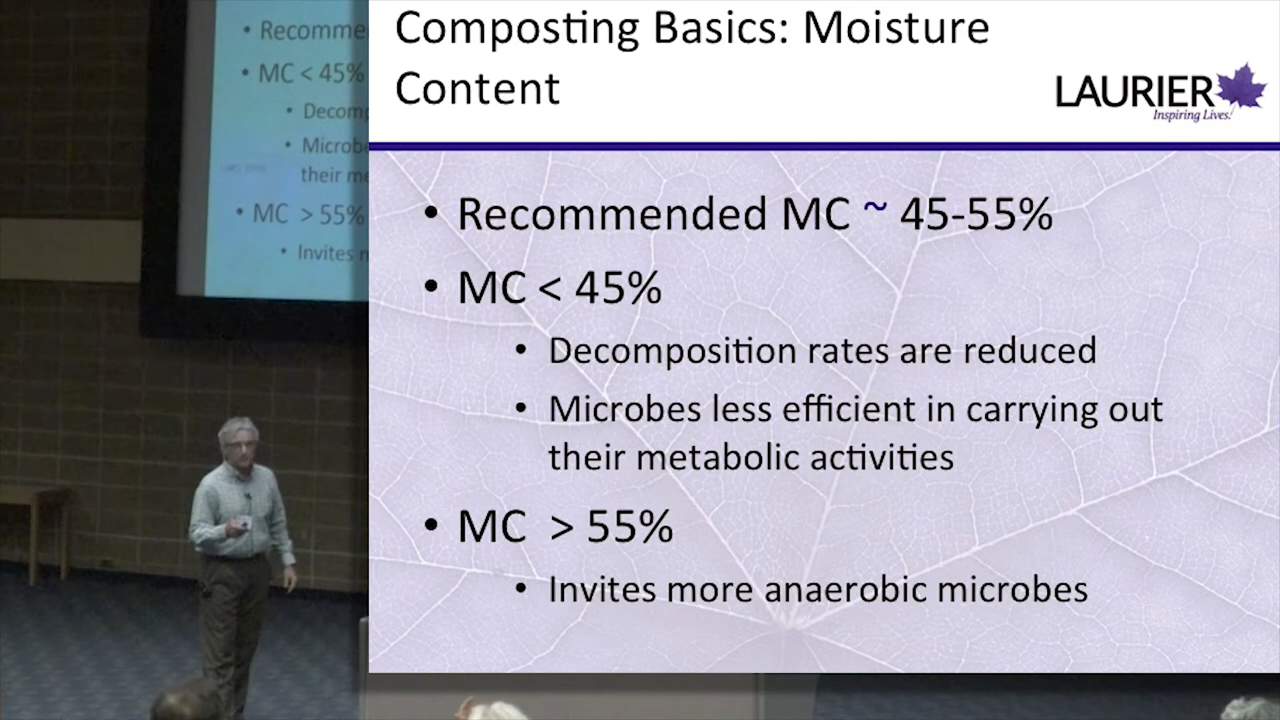 Composting Basics: Moisture
Content
LAURIER
Inspiring Lives.
• Recommended MC ~ 45-55%
• MC < 45%
• Decomposition rates are reduced
• Microbes less efficient in carrying out
their metabolic activities
• MC > 55%
• Invites more anaerobic microbes
• Recomme
• MC < 45%
• Decomp
• Microb
their me
• MC > 55%
• Invites m